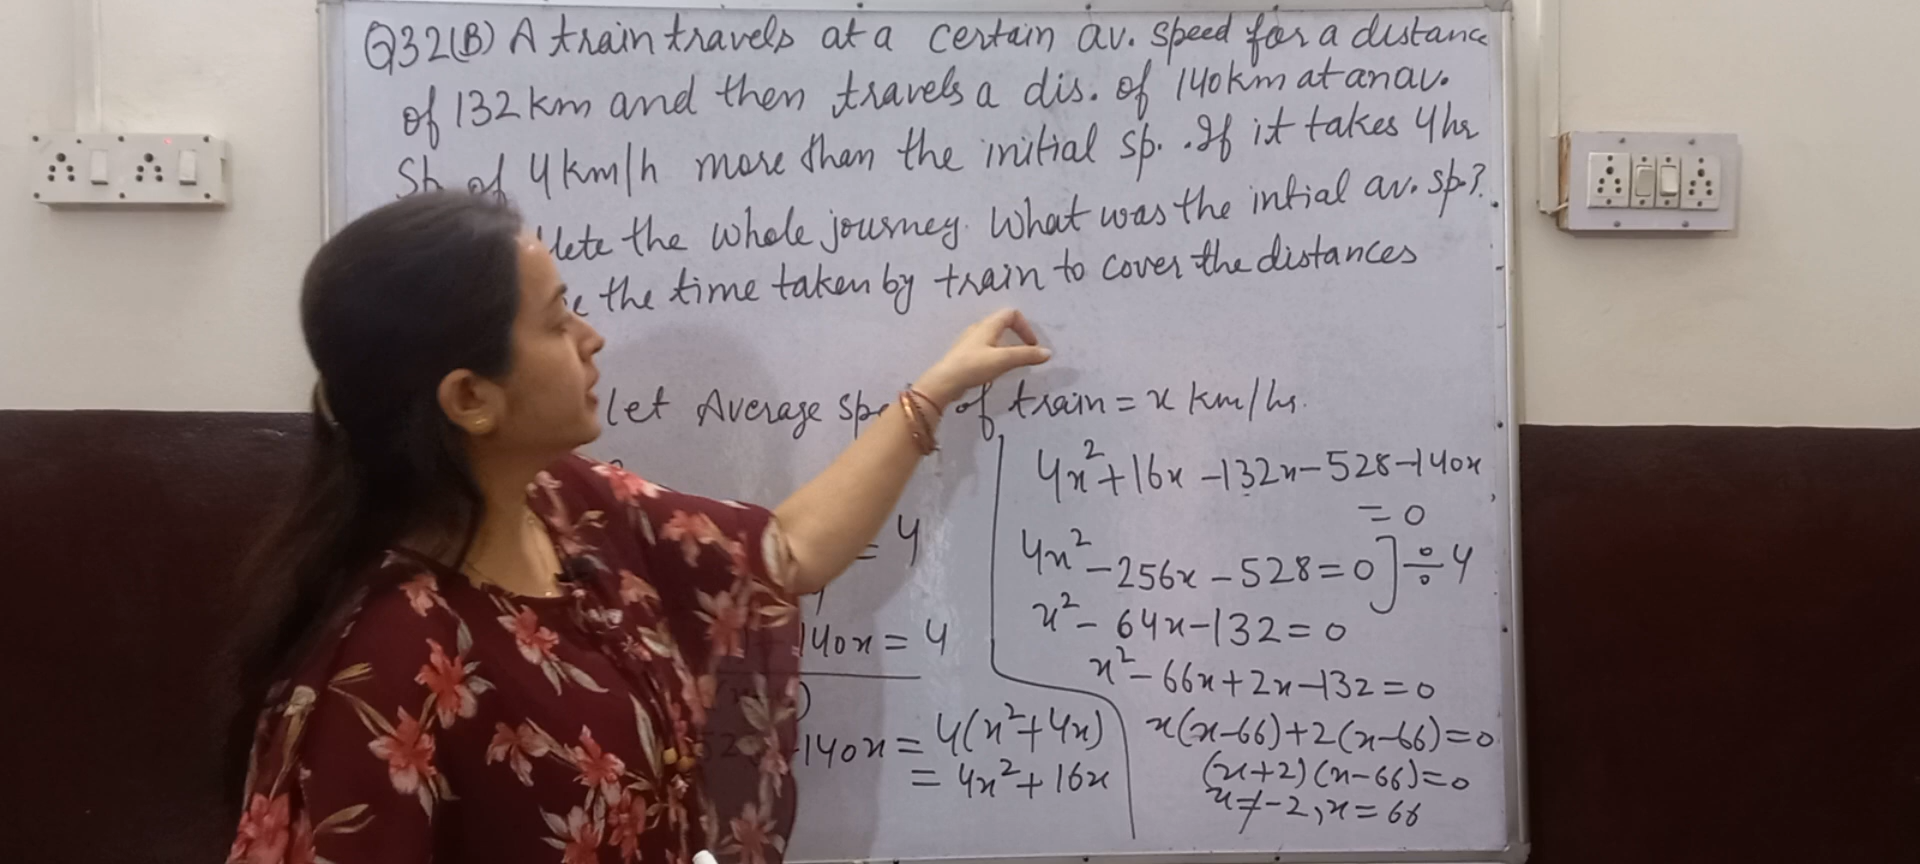 Q32(B) A train travels at a certain av. speed for a distance
of 132 km and then travels a dis. of 140km at an av.
Sp of 4 km/h more than the initial sp. . If it takes 4 hr
lete the whole journey. What was the intial av. sp.?
the time taken by train to cover the distances
let Average of train = x km/hr.
= 4
140x = 4
140x = 4(x²+4x)
= 4x²+16x
4x²+16x -132x-528-140x
= 0
4x²-256x-528=0] ÷ 4
x²-64x-132=0
x²-66x+2x-132=0
x(x-66)+2(x-66)=0
(x+2)(x-66)=0
x≠-2, x=66